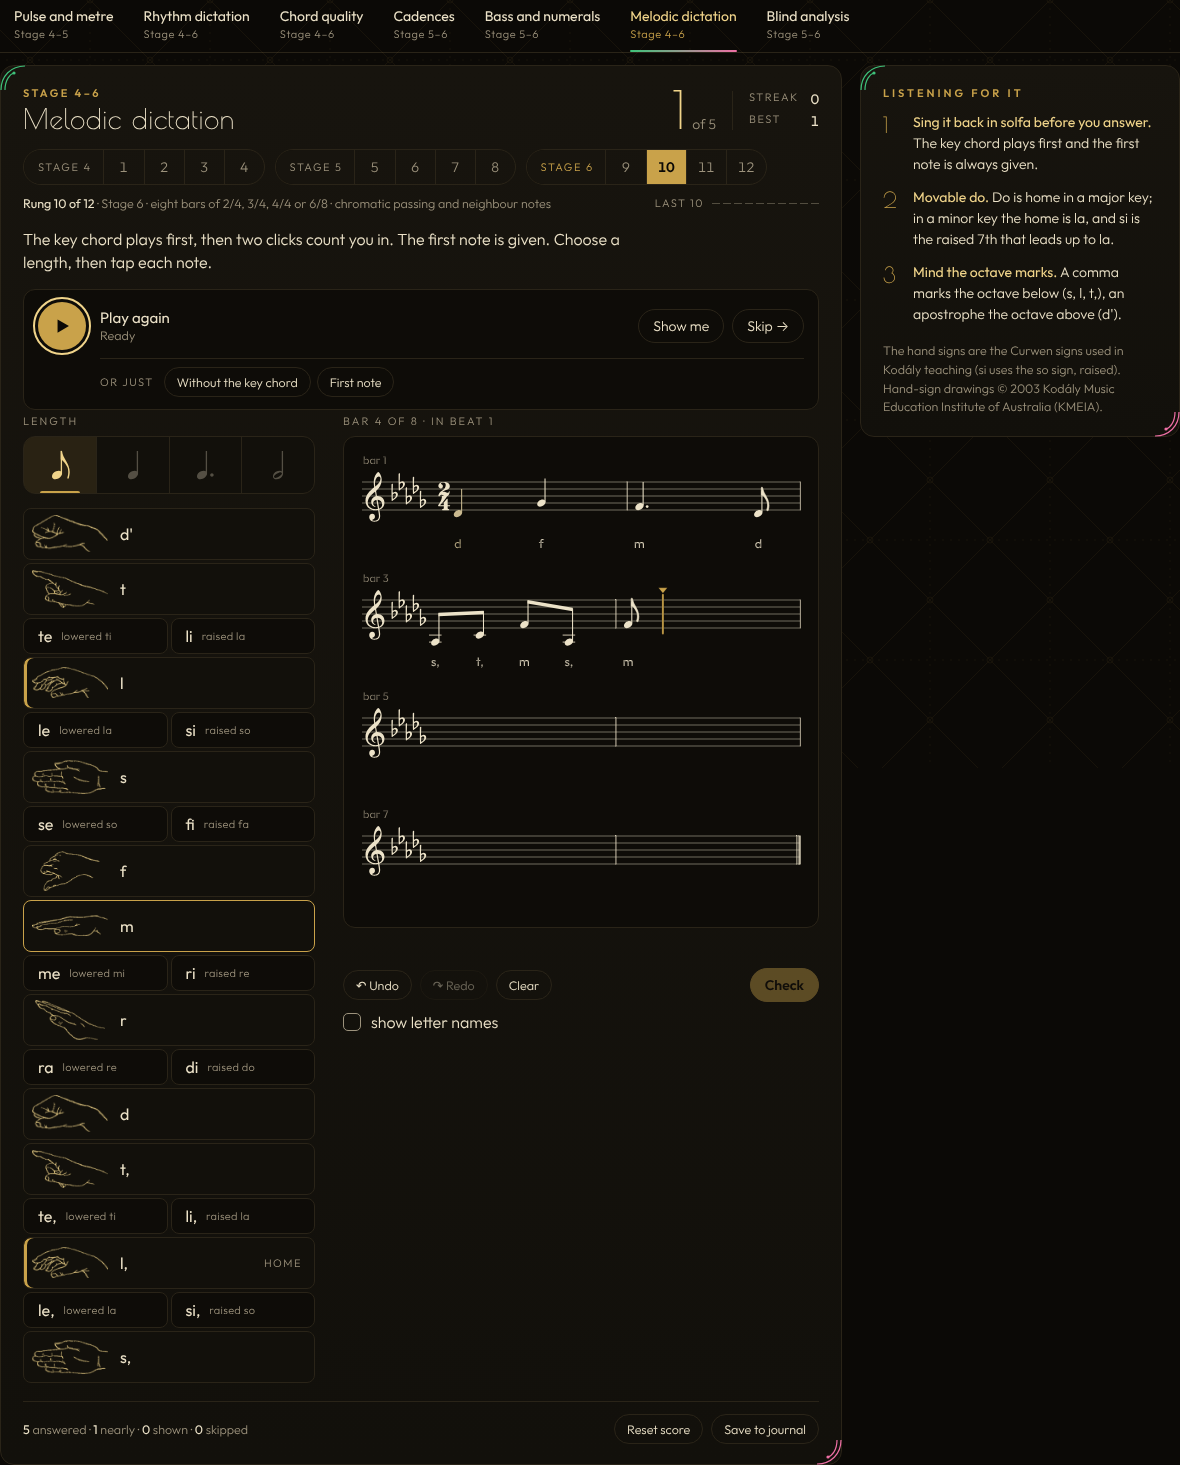 Pulse and metre
Stage 4–5
Rhythm dictation
Stage 4–6
Chord quality
Stage 4–6
Cadences
Stage 5–6
Bass and numerals
Stage 5–6
Melodic dictation
Stage 4–6
Blind analysis
Stage 5–6
STAGE 4–6
Melodic dictation
1 of 5
STREAK 0
BEST 1
STAGE 4 1 2 3 4
STAGE 5 5 6 7 8
STAGE 6 9 10 11 12
Rung 10 of 12 · Stage 6 · eight bars of 2/4, 3/4, 4/4 or 6/8 · chromatic passing and neighbour notes
LAST 10
The key chord plays first, then two clicks count you in. The first note is given. Choose a
length, then tap each note.
Play again
Ready
Show me
Skip →
OR JUST
Without the key chord
First note
LENGTH
d'
t
te lowered ti
li raised la
l
le lowered la
si raised so
s
se lowered so
fi raised fa
f
m
me lowered mi
ri raised re
r
ra lowered re
di raised do
d
t,
te, lowered ti
li, raised la
l, HOME
le, lowered la
si, raised so
s,
BAR 4 OF 8 · IN BEAT 1
bar 1
2
4
d f m d
bar 3
s, t, m s, m
bar 5
bar 7
↶ Undo
↷ Redo
Clear
Check
show letter names
5 answered · 1 nearly · 0 shown · 0 skipped
Reset score
Save to journal
LISTENING FOR IT
1 Sing it back in solfa before you answer.
The key chord plays first and the first
note is always given.
2 Movable do. Do is home in a major key;
in a minor key the home is la, and si is
the raised 7th that leads up to la.
3 Mind the octave marks. A comma
marks the octave below (s, l, t,), an
apostrophe the octave above (d’).
The hand signs are the Curwen signs used in
Kodály teaching (si uses the so sign, raised).
Hand-sign drawings © 2003 Kodály Music
Education Institute of Australia (KMEIA).